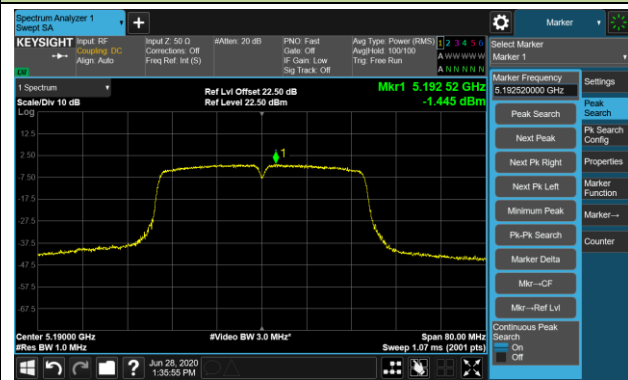 Spectrum Analyzer 1
Swept SA
Marker
KEYSIGHT
Input: RF
Coupling: DC
Align: Auto
Input Z: 50 Ω
Corrections: Off
Freq Ref: Int (S)
#Atten: 20 dB
PNO: Fast
Gate: Off
IF Gain: Low
Sig Track: Off
Avg Type: Power (RMS)
Avg|Hold: 100/100
Trig: Free Run
1 2 3 4 5 6
A W W W W W
A N N N N N
Select Marker
Marker 1
1 Spectrum
Scale/Div 10 dB
Log
Ref Lvl Offset 22.50 dB
Ref Level 22.50 dBm
Mkr1 5.192 52 GHz
-1.445 dBm
12.5
2.50
-7.50
-17.5
-27.5
-37.5
-47.5
-57.5
-67.5
1
Center 5.19000 GHz
#Res BW 1.0 MHz
#Video BW 3.0 MHz*
Span 80.00 MHz
Sweep 1.07 ms (2001 pts)
Marker Frequency
5.192520000 GHz
Peak Search
Next Peak
Next Pk Right
Next Pk Left
Minimum Peak
Pk-Pk Search
Marker Delta
Mkr→CF
Mkr→Ref Lvl
Continuous Peak
Search
On
Off
Settings
Peak
Search
Pk Search
Config
Properties
Marker
Function
Marker→
Counter
Jun 28, 2020
1:35:55 PM